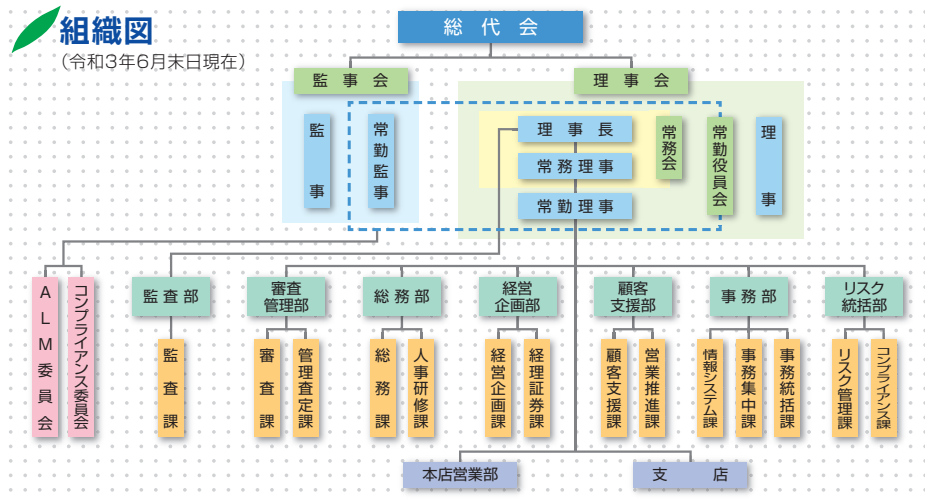 組織図
（令和3年6月末日現在）
総代会
監事会
理事会
監事
常勤監事
理事長
常務理事
常勤理事
常務会
常勤役員会
理事
ALM委員会
コンプライアンス委員会
監査部
審査
管理部
総務部
経営
企画部
顧客
支援部
事務部
リスク
統括部
監査課
審査課
管理査定課
総務課
人事研修課
経営企画課
経理証券課
顧客支援課
営業推進課
情報システム課
事務集中課
事務統括課
リスク管理課
コンプライアンス課
本店営業部
支店